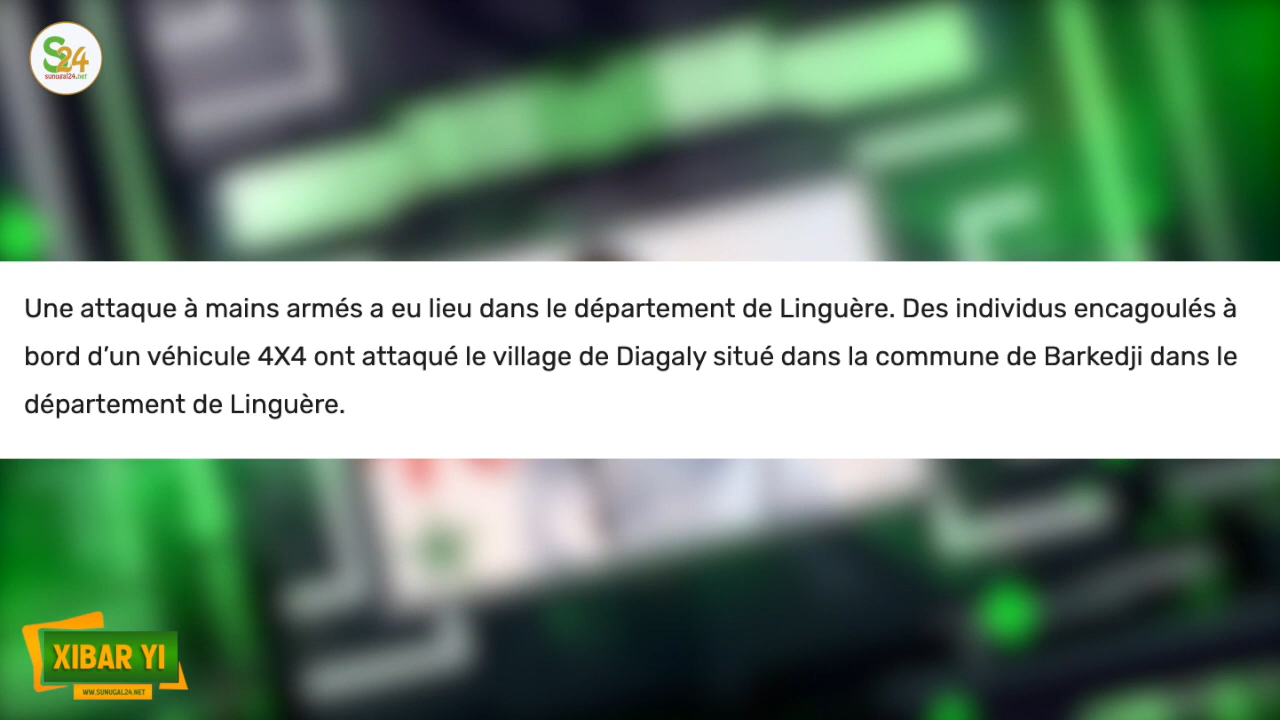 S24
sunugal24.net
Une attaque à mains armés a eu lieu dans le département de Linguère. Des individus encagoulés à
bord d’un véhicule 4X4 ont attaqué le village de Diagaly situé dans la commune de Barkedji dans le
département de Linguère.
XIBAR YI
WW.SUNUGAL24.NET